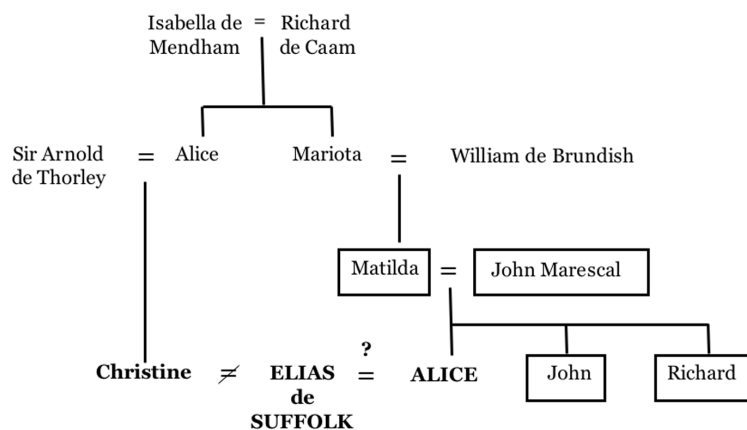 Isabella de = Richard
Mendham de Caam
Sir Arnold = Alice Mariota = William de Brundish
de Thorley
Matilda = John Marescal
?
Christine ≠ ELIAS = ALICE John Richard
de
SUFFOLK